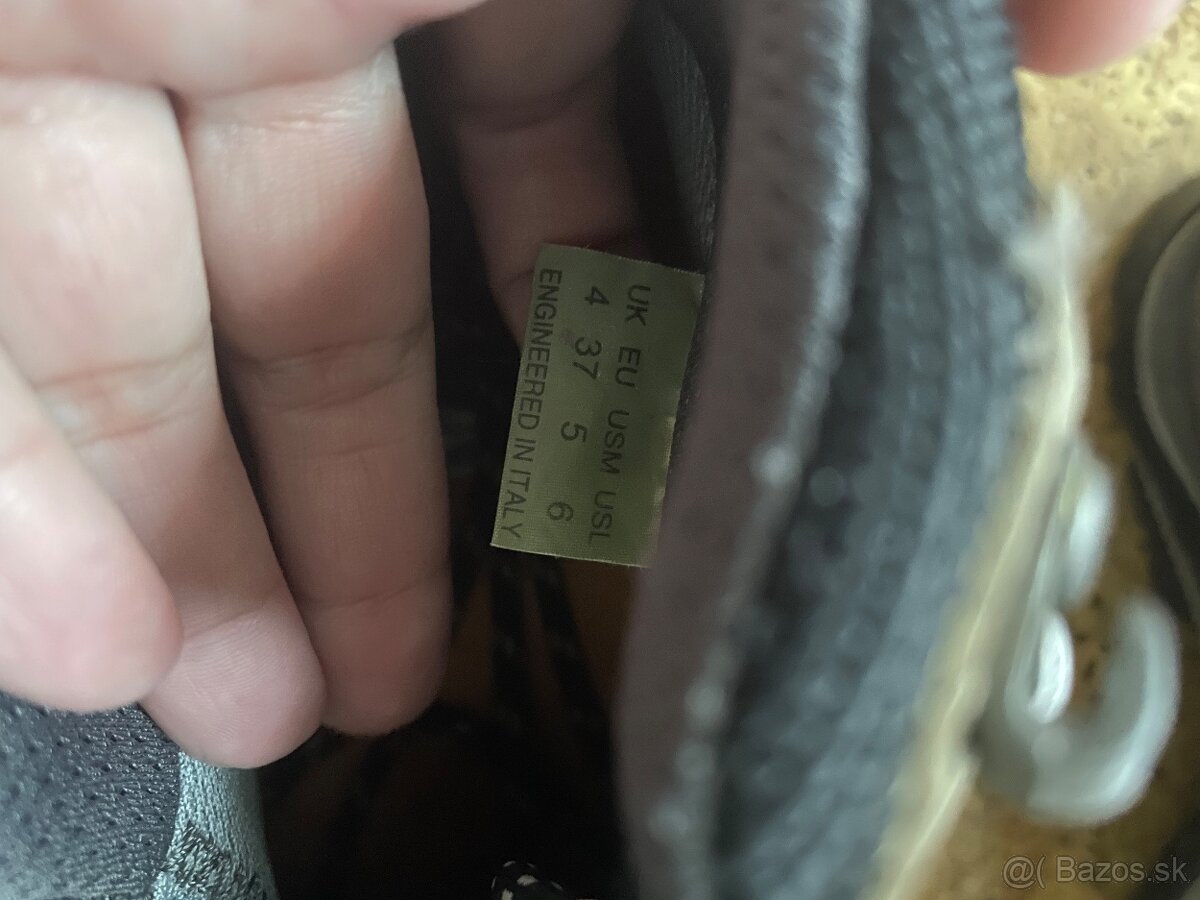 UK EU USM USL
4 37 5 6
ENGINEERED IN ITALY
@( Bazos.sk